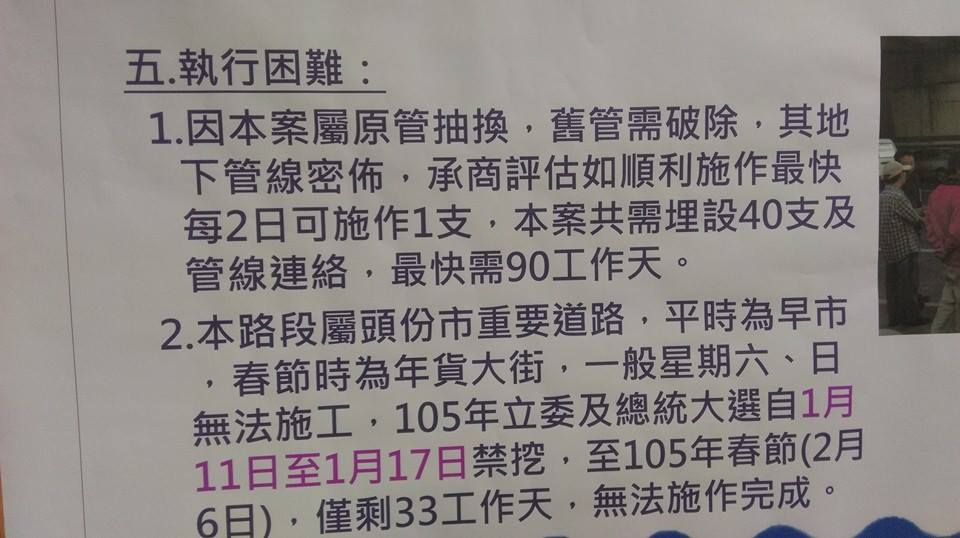 五.執行困難：
1.因本案屬原管抽換，舊管需破除，其地
下管線密佈，承商評估如順利施作最快
每2日可施作1支，本案共需埋設40支及
管線連絡，最快需90工作天。
2.本路段屬頭份市重要道路，平時為早市
，春節時為年貨大街，一般星期六、日
無法施工，105年立委及總統大選自1月
11日至1月17日禁挖，至105年春節(2月
6日)，僅剩33工作天，無法施作完成。